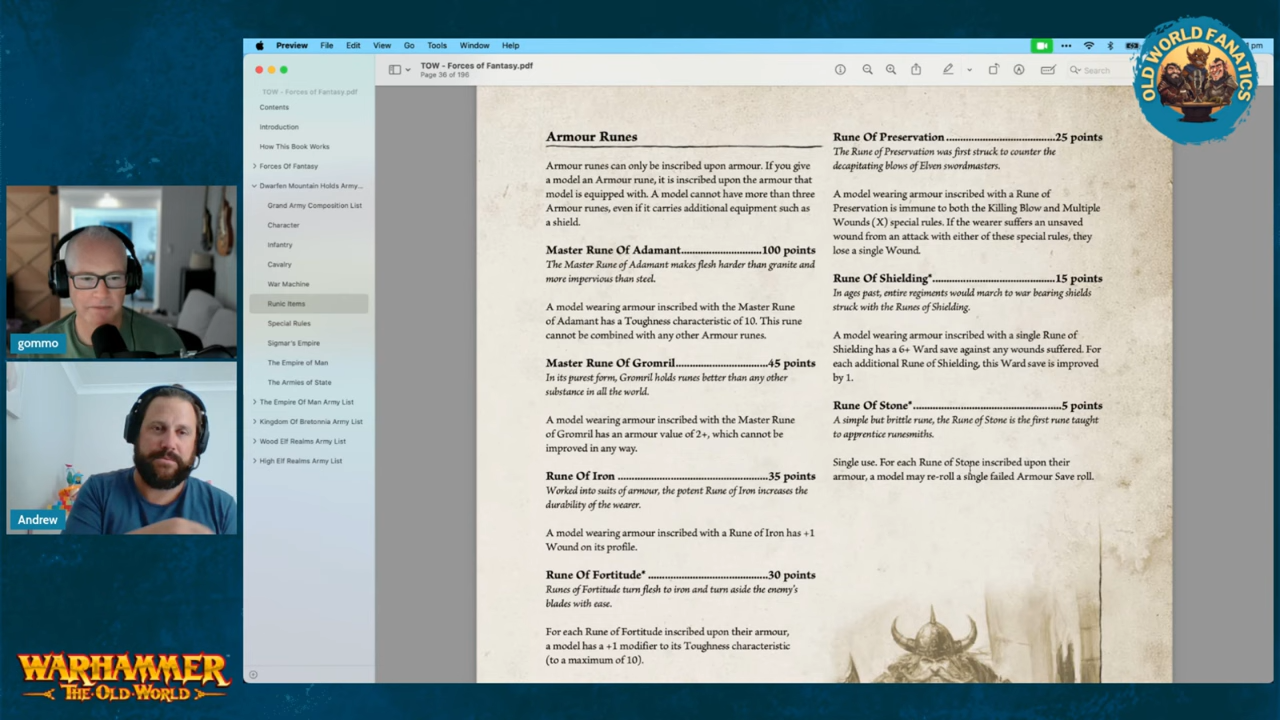 Preview File Edit View Go Tools Window Help
pm
TOW - Forces of Fantasy.pdf
Page 36 of 196
Search
OLD WORLD FANATICS
TOW - Forces of Fantasy.pdf
Contents
Introduction
How This Book Works
Forces Of Fantasy
Dwarfen Mountain Holds Army...
Grand Army Composition List
Character
Infantry
Cavalry
War Machine
Runic Items
Special Rules
Sigmar's Empire
The Empire of Man
The Armies of State
The Empire Of Man Army List
Kingdom Of Bretonnia Army List
Wood Elf Realms Army List
High Elf Realms Army List
gommo
Andrew
WARHAMMER
THE·OLD·WORLD
Armour Runes
Armour runes can only be inscribed upon armour. If you give
a model an Armour rune, it is inscribed upon the armour that
model is equipped with. A model cannot have more than three
Armour runes, even if it carries additional equipment such as
a shield.
Master Rune Of Adamant........................100 points
The Master Rune of Adamant makes flesh harder than granite and
more impervious than steel.
A model wearing armour inscribed with the Master Rune
of Adamant has a Toughness characteristic of 10. This rune
cannot be combined with any other Armour runes.
Master Rune Of Gromril...........................45 points
In its purest form, Gromril holds runes better than any other
substance in all the world.
A model wearing armour inscribed with the Master Rune
of Gromril has an armour value of 2+, which cannot be
improved in any way.
Rune Of Iron .............................................35 points
Worked into suits of armour, the potent Rune of Iron increases the
durability of the wearer.
A model wearing armour inscribed with a Rune of Iron has +1
Wound on its profile.
Rune Of Fortitude* ....................................30 points
Runes of Fortitude turn flesh to iron and turn aside the enemy's
blades with ease.
For each Rune of Fortitude inscribed upon their armour,
a model has a +1 modifier to its Toughness characteristic
(to a maximum of 10).
Rune Of Preservation.................................25 points
The Rune of Preservation was first struck to counter the
decapitating blows of Elven swordmasters.
A model wearing armour inscribed with a Rune of
Preservation is immune to both the Killing Blow and Multiple
Wounds (X) special rules. If the wearer suffers an unsaved
wound from an attack with either of these special rules, they
lose a single Wound.
Rune Of Shielding*....................................15 points
In ages past, entire regiments would march to war bearing shields
struck with the Runes of Shielding.
A model wearing armour inscribed with a single Rune of
Shielding has a 6+ Ward save against any wounds suffered. For
each additional Rune of Shielding, this Ward save is improved
by 1.
Rune Of Stone*............................................5 points
A simple but brittle rune, the Rune of Stone is the first rune taught
to apprentice runesmiths.
Single use. For each Rune of Stone inscribed upon their
armour, a model may re-roll a single failed Armour Save roll.